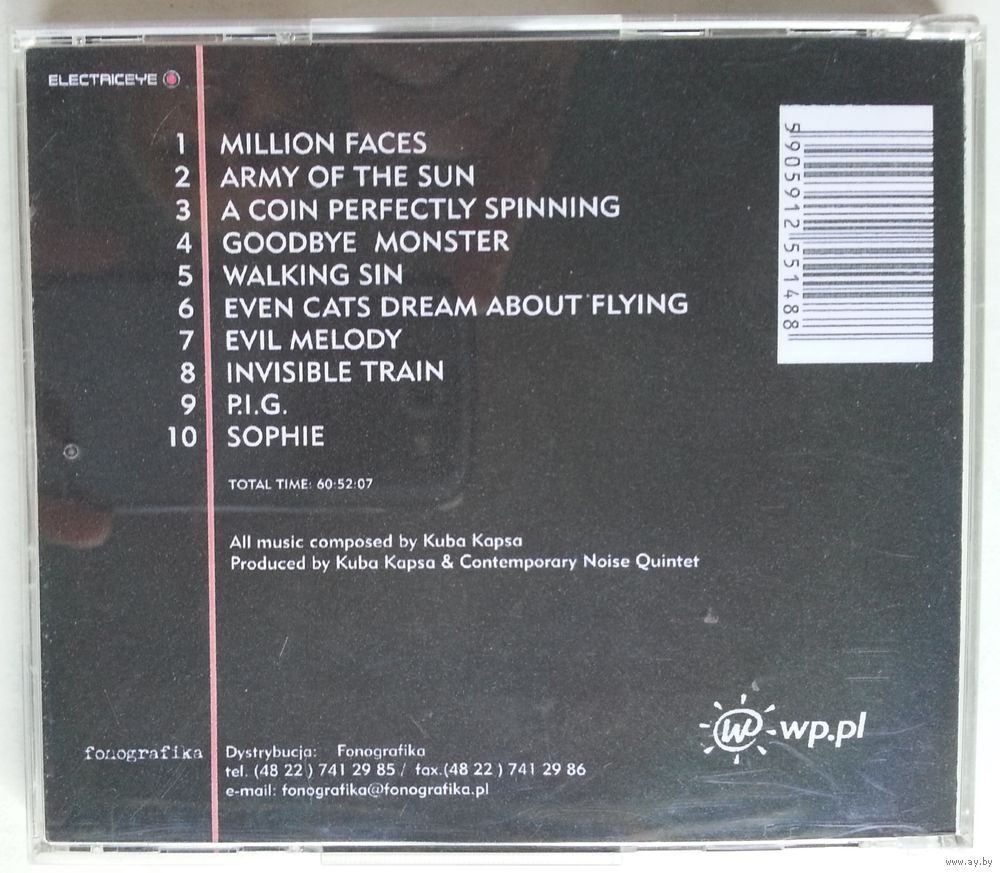 ELECTRICEYE
1 MILLION FACES
2 ARMY OF THE SUN
3 A COIN PERFECTLY SPINNING
4 GOODBYE MONSTER
5 WALKING SIN
6 EVEN CATS DREAM ABOUT FLYING
7 EVIL MELODY
8 INVISIBLE TRAIN
9 P.I.G.
10 SOPHIE
TOTAL TIME: 60:52:07
All music composed by Kuba Kapsa
Produced by Kuba Kapsa & Contemporary Noise Quintet
5905912551488
w wp.pl
fonografika
Dystrybucja: Fonografika
tel. (48 22 ) 741 29 85 / fax.(48 22 ) 741 29 86
e-mail: fonografika@fonografika.pl
www.ay.by